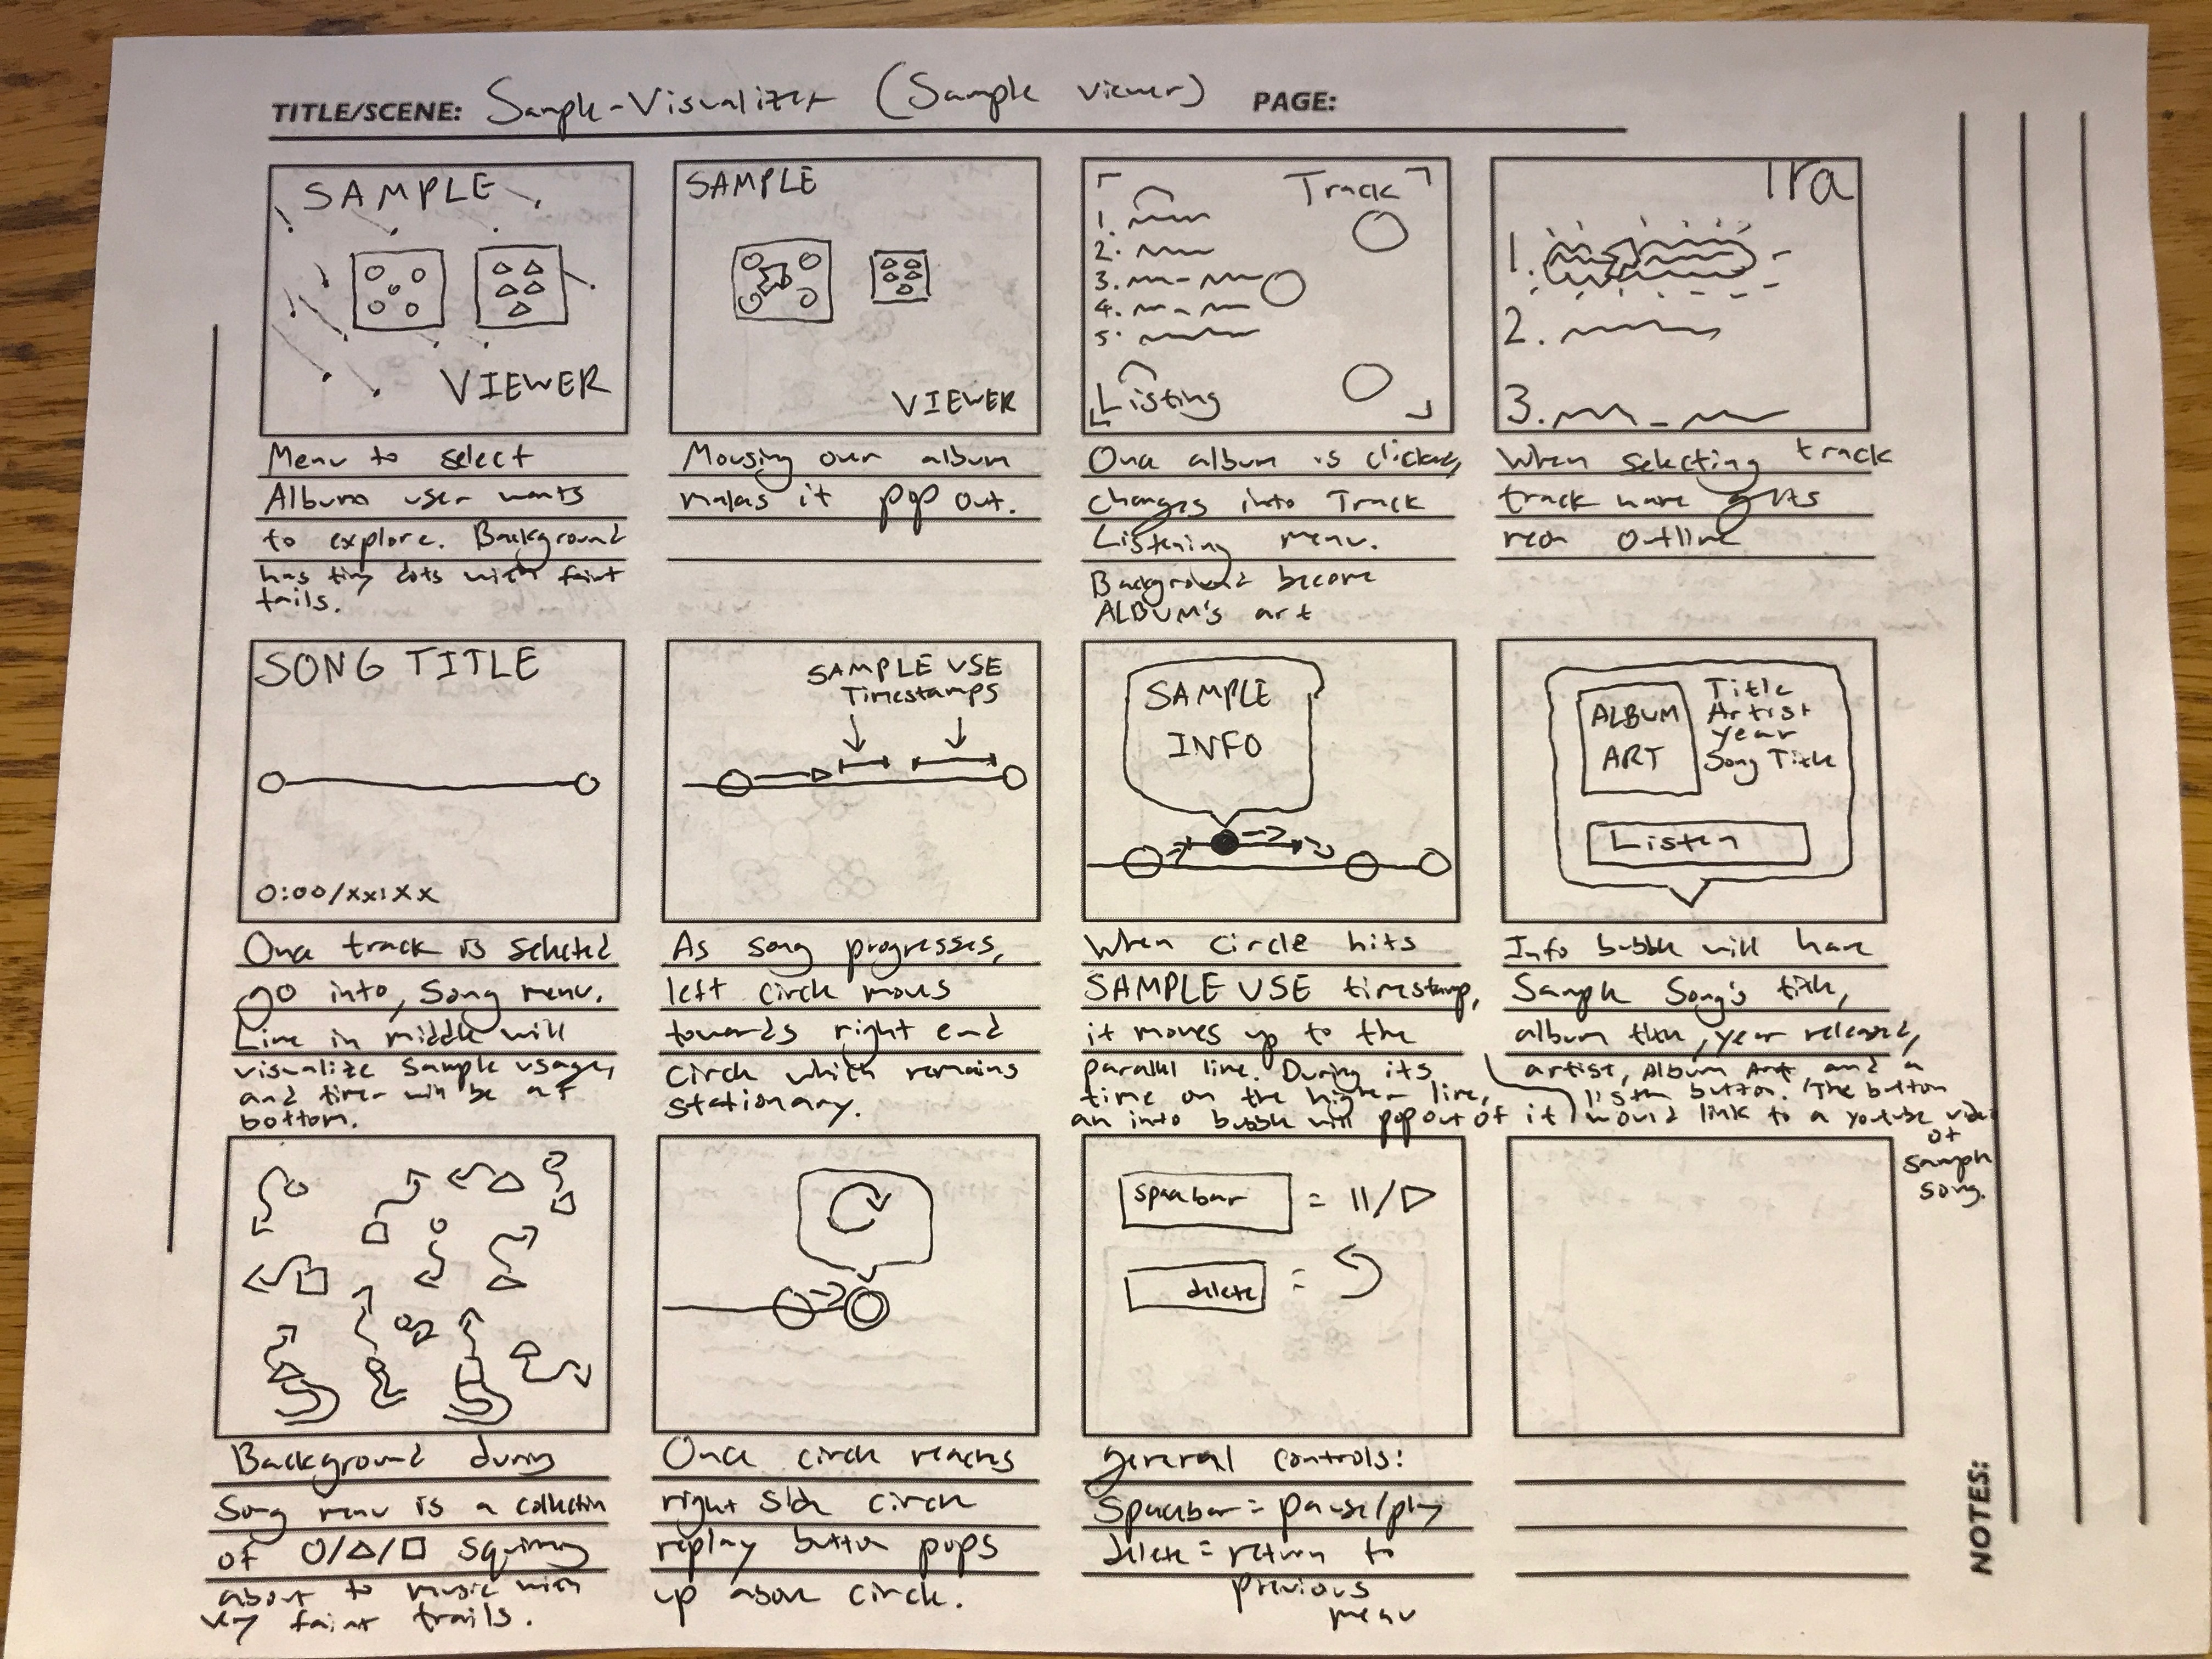 TITLE/SCENE: Sample-Visualizer (Sample viewer) PAGE:
SAMPLE
VIEWER
Menu to select
Album user wants
to explore. Background
has tiny dots with faint
trails.
SAMPLE
VIEWER
Mousing over album
makes it pop out.
Track
1.
2.
3.
4.
5.
Listing
Once album is clicked,
changes into Track
Listening menu.
Background become
ALBUM's art
Tra
1.
2.
3.
When selecting track
track name gets
neon outline
SONG TITLE
0:00/xx:xx
One track is selected
go into, Song menu.
Line in middle will
visualize sample usage,
and timer will be at
bottom.
SAMPLE USE
Timestamps
As song progresses,
left circle moves
towards right end
circle which remains
stationary.
SAMPLE
INFO
When circle hits
SAMPLE USE timestamp,
it moves up to the
parallel line. During its
time on the higher line,
an info bubble will pop out of it
ALBUM
ART
Title
Artist
Year
Song Title
Listen
Info bubble will have
Sample Song's title,
album title, year released,
artist, album art and a
listen button. (The button
would link to a youtube video
of
sample
song.
Background during
Song menu is a collection
of O/△/□ squirming
about to music with
very faint trails.
Once circle reaches
right side circle
replay button pops
up above circle.
spacebar = II/▷
delete =
general controls:
Spacebar = pause/play
delete = return to
previous
menu
NOTES: